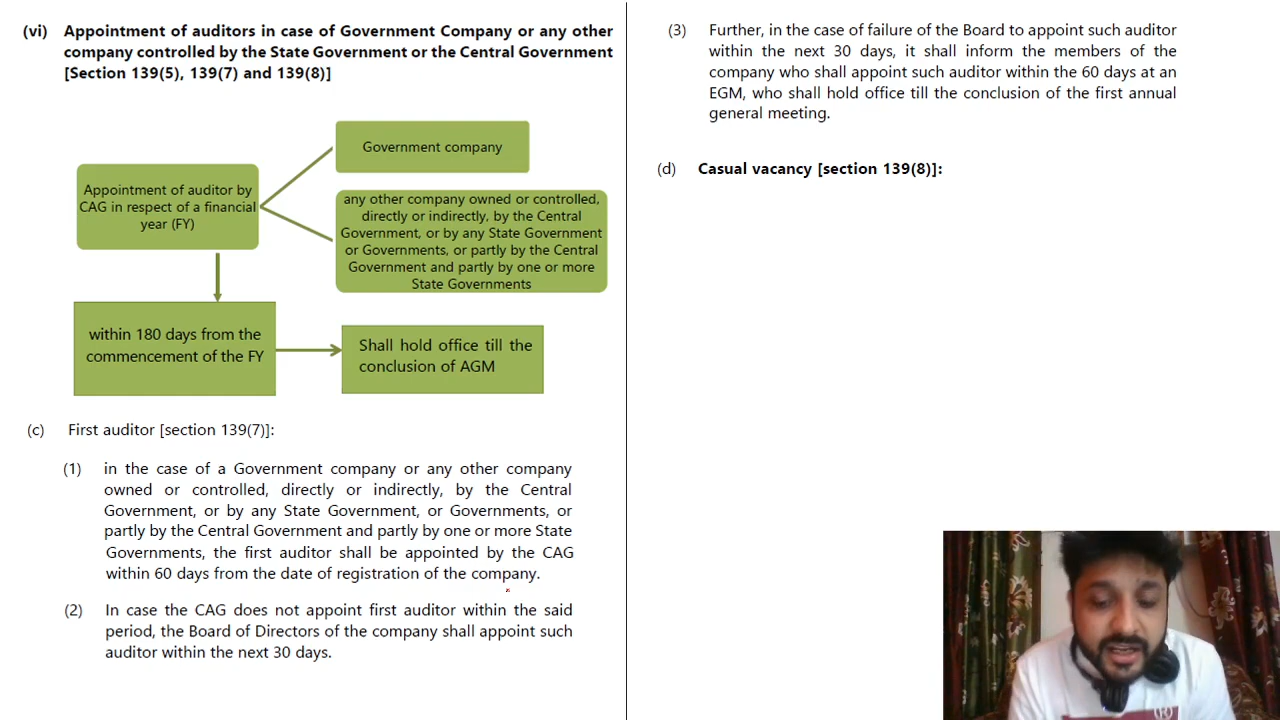 (vi) Appointment of auditors in case of Government Company or any other
company controlled by the State Government or the Central Government
[Section 139(5), 139(7) and 139(8)]
Government company
Appointment of auditor by
CAG in respect of a financial
year (FY)
any other company owned or controlled,
directly or indirectly, by the Central
Government, or by any State Government
or Governments, or partly by the Central
Government and partly by one or more
State Governments
within 180 days from the
commencement of the FY
Shall hold office till the
conclusion of AGM
(c) First auditor [section 139(7)]:
(1) in the case of a Government company or any other company
owned or controlled, directly or indirectly, by the Central
Government, or by any State Government, or Governments, or
partly by the Central Government and partly by one or more State
Governments, the first auditor shall be appointed by the CAG
within 60 days from the date of registration of the company.
(2) In case the CAG does not appoint first auditor within the said
period, the Board of Directors of the company shall appoint such
auditor within the next 30 days.
(3) Further, in the case of failure of the Board to appoint such auditor
within the next 30 days, it shall inform the members of the
company who shall appoint such auditor within the 60 days at an
EGM, who shall hold office till the conclusion of the first annual
general meeting.
(d) Casual vacancy [section 139(8)]: